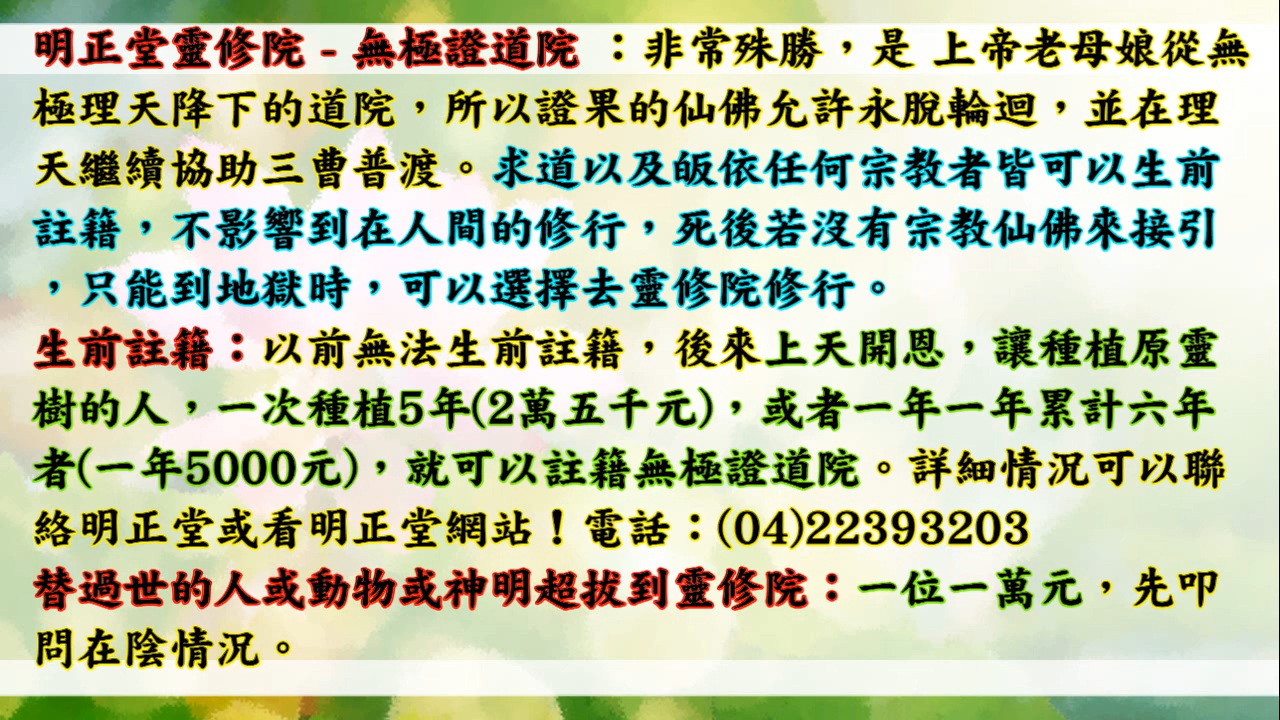 明正堂靈修院 - 無極證道院 ：非常殊勝，是 上帝老母娘從無
極理天降下的道院，所以證果的仙佛允許永脫輪迴，並在理
天繼續協助三曹普渡。求道以及皈依任何宗教者皆可以生前
註籍，不影響到在人間的修行，死後若沒有宗教仙佛來接引
，只能到地獄時，可以選擇去靈修院修行。
生前註籍：以前無法生前註籍，後來上天開恩，讓種植原靈
樹的人，一次種植5年(2萬五千元)，或者一年一年累計六年
者(一年5000元)，就可以註籍無極證道院。詳細情況可以聯
絡明正堂或看明正堂網站！電話：(04)22393203
替過世的人或動物或神明超拔到靈修院：一位一萬元，先叩
問在陰情況。